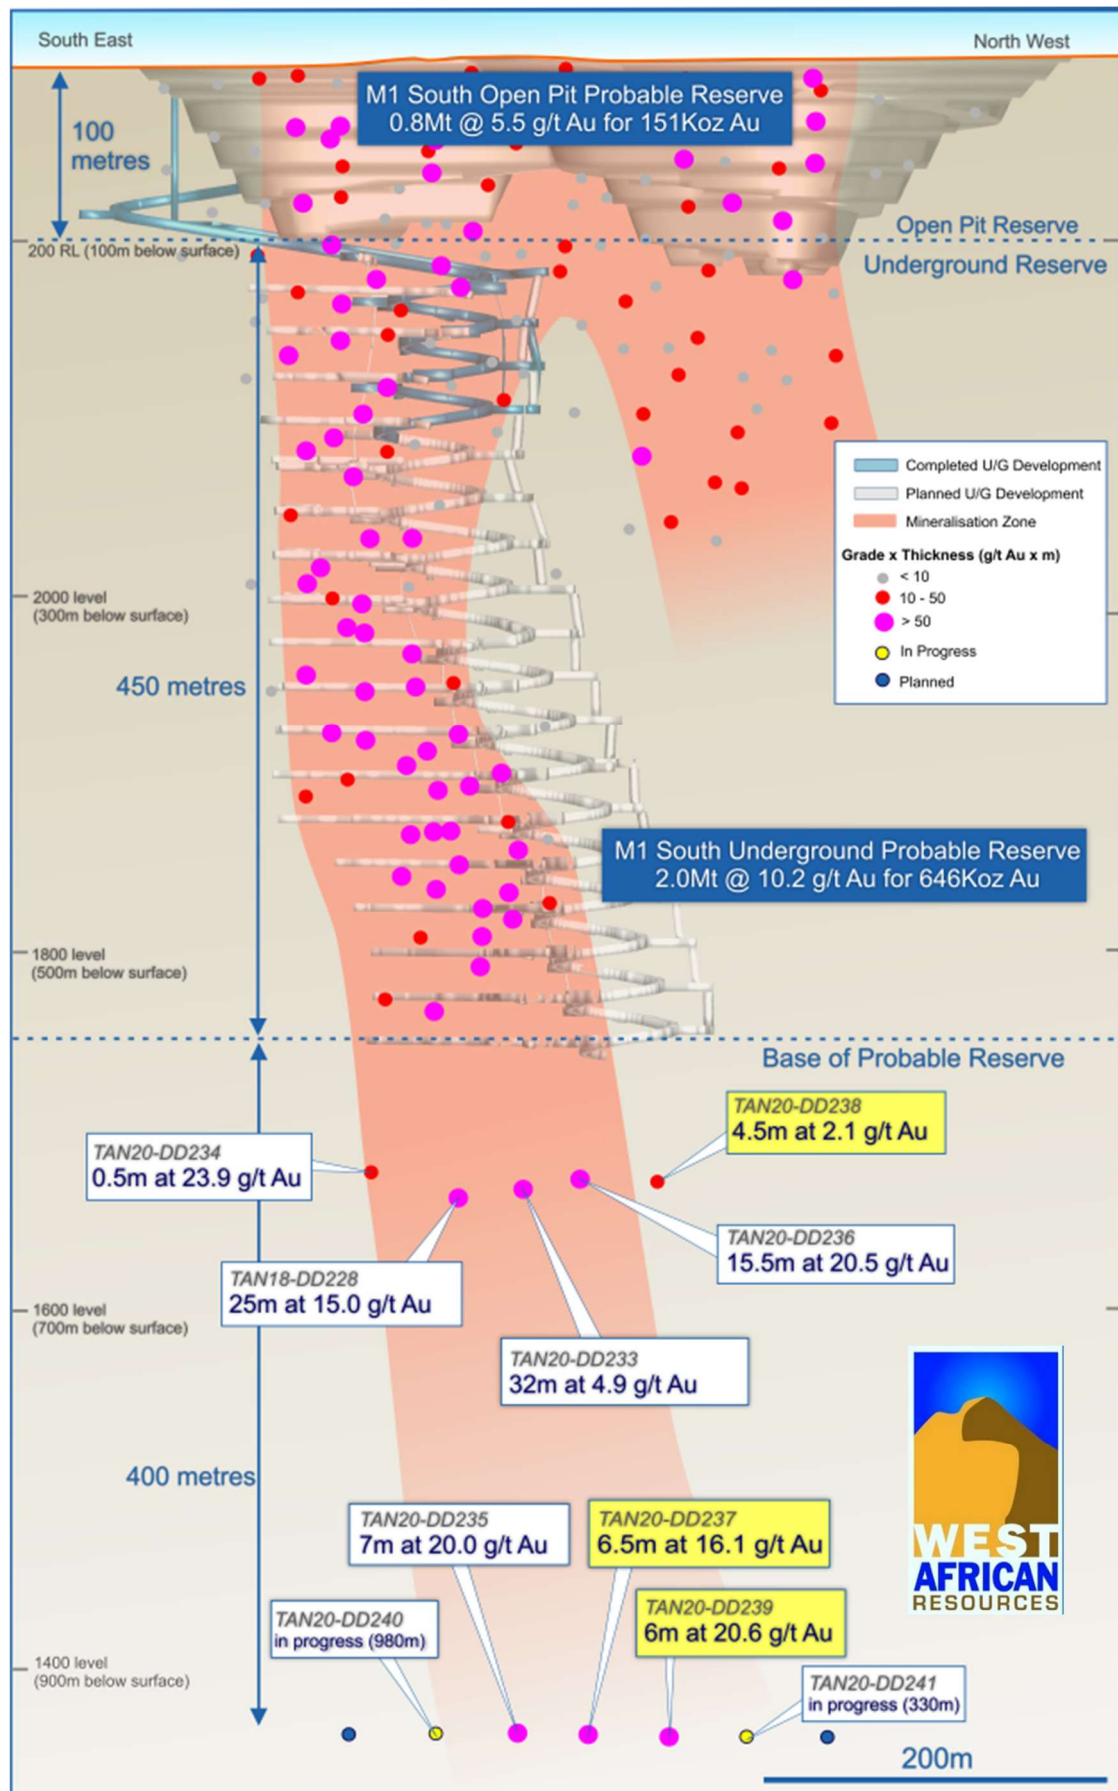 South East
North West
M1 South Open Pit Probable Reserve
0.8Mt @ 5.5 g/t Au for 151Koz Au
100
metres
Open Pit Reserve
200 RL (100m below surface)
Underground Reserve
Completed U/G Development
Planned U/G Development
Mineralisation Zone
Grade x Thickness (g/t Au x m)
< 10
10 - 50
> 50
In Progress
Planned
2000 level
(300m below surface)
450 metres
M1 South Underground Probable Reserve
2.0Mt @ 10.2 g/t Au for 646Koz Au
1800 level
(500m below surface)
Base of Probable Reserve
TAN20-DD238
4.5m at 2.1 g/t Au
TAN20-DD234
0.5m at 23.9 g/t Au
TAN20-DD236
15.5m at 20.5 g/t Au
TAN18-DD228
25m at 15.0 g/t Au
1600 level
(700m below surface)
TAN20-DD233
32m at 4.9 g/t Au
400 metres
TAN20-DD235
7m at 20.0 g/t Au
TAN20-DD237
6.5m at 16.1 g/t Au
WEST
AFRICAN
RESOURCES
TAN20-DD240
in progress (980m)
TAN20-DD239
6m at 20.6 g/t Au
1400 level
(900m below surface)
TAN20-DD241
in progress (330m)
200m